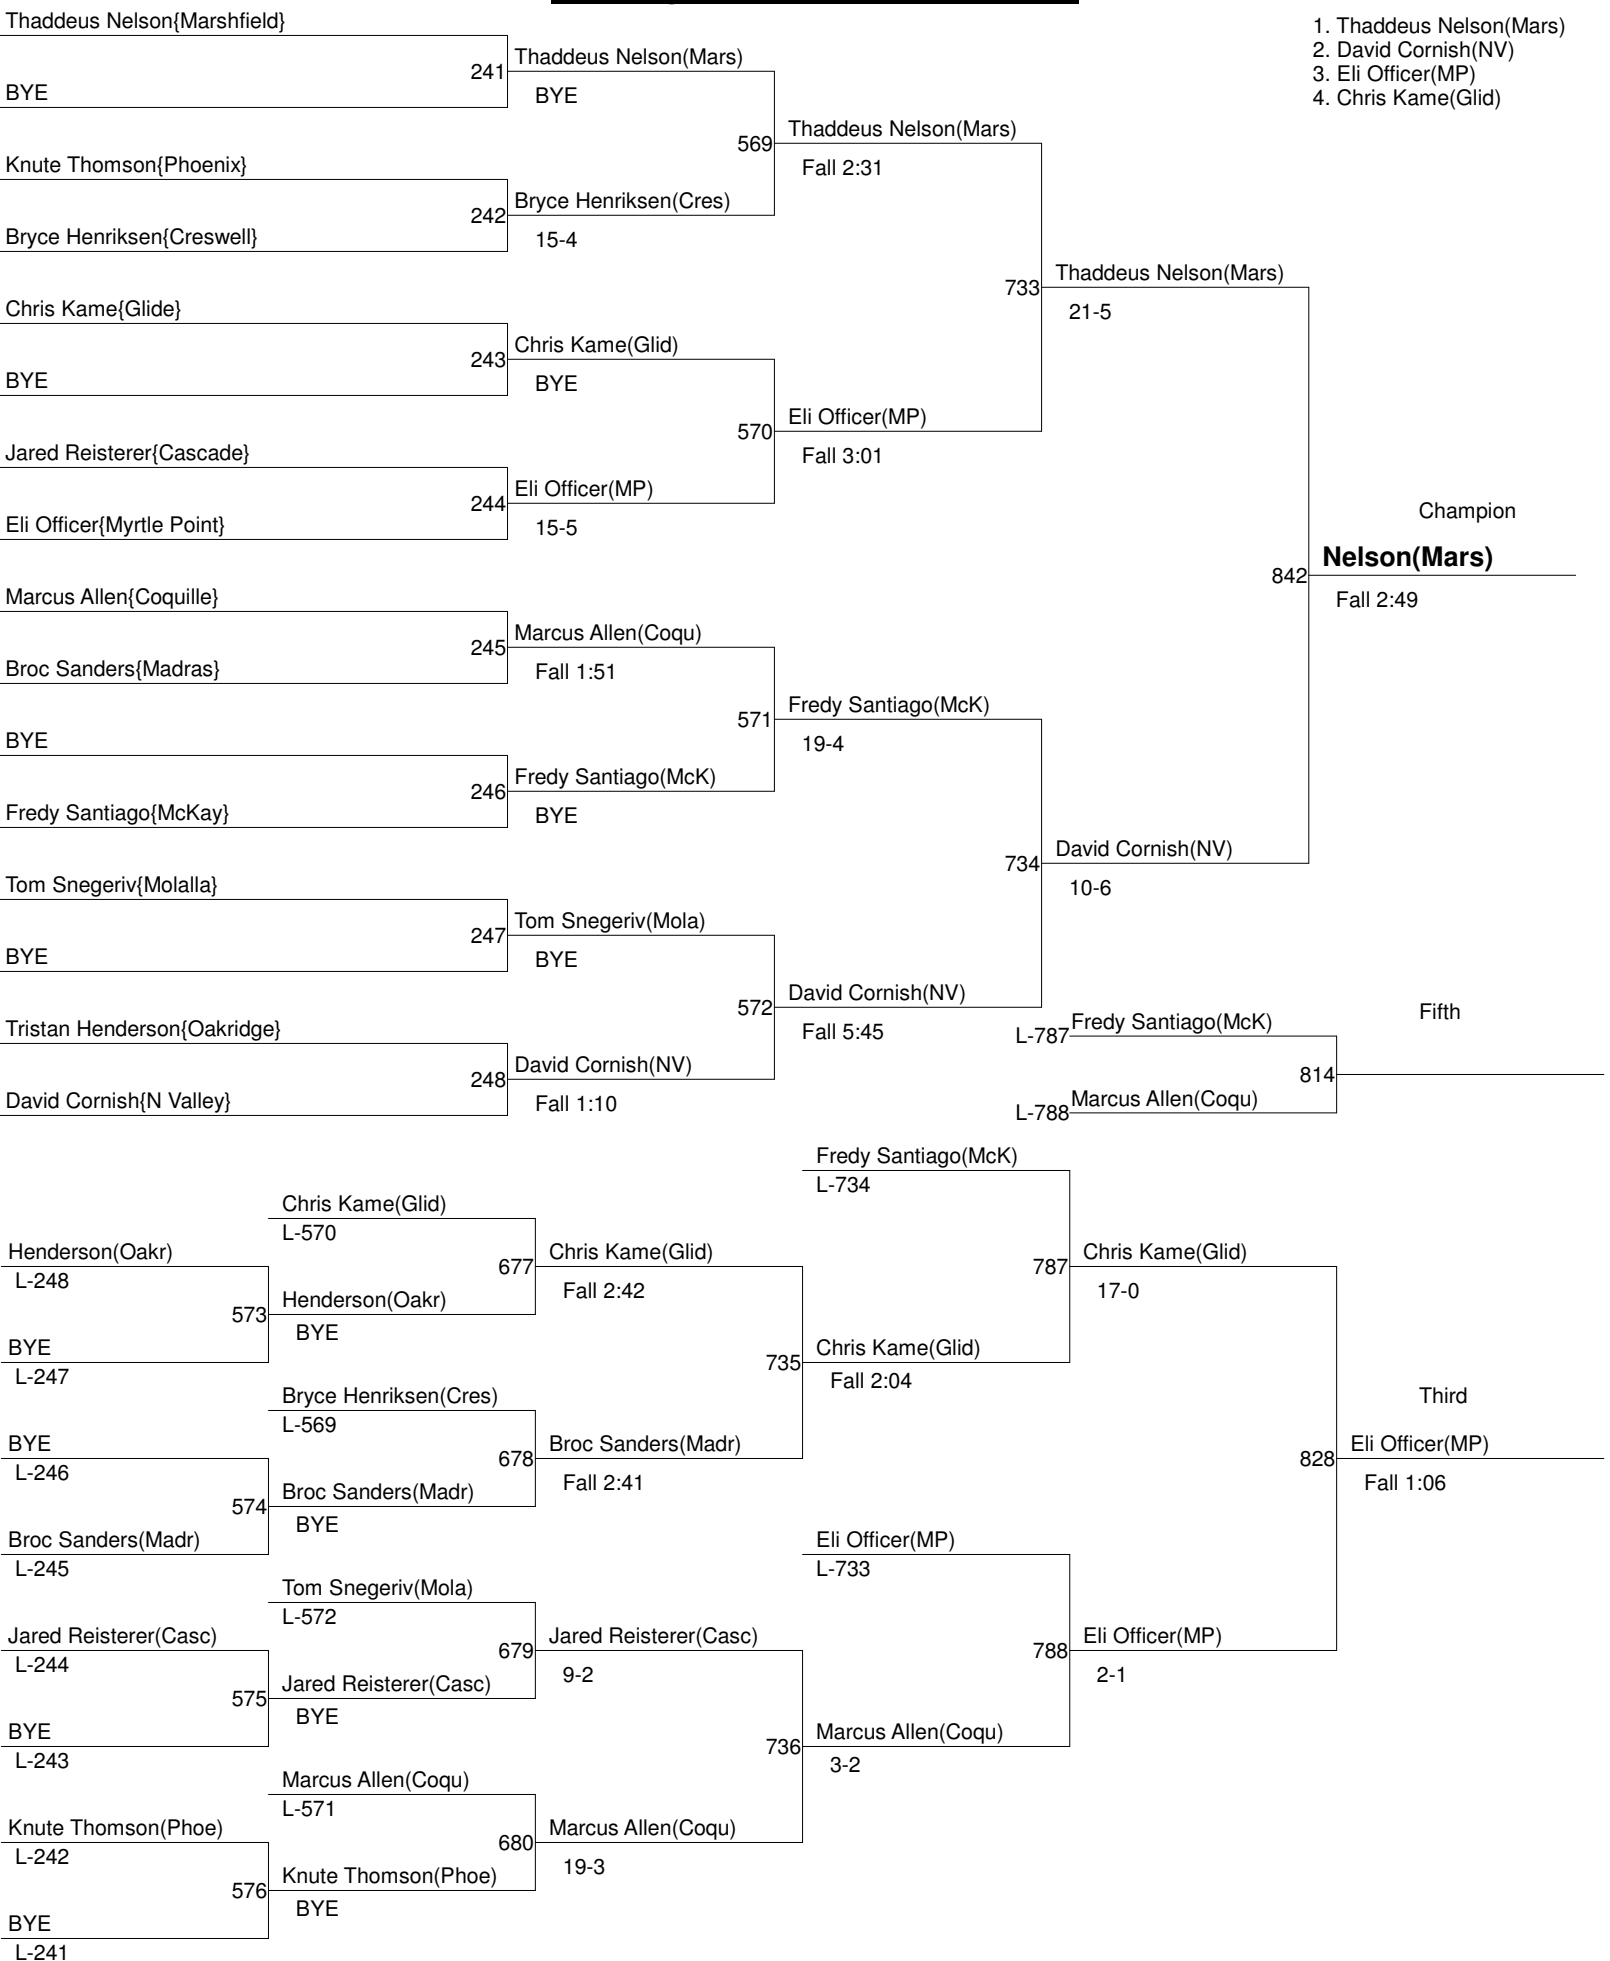 Thaddeus Nelson{Marshfield}
1. Thaddeus Nelson(Mars)
2. David Cornish(NV)
3. Eli Officer(MP)
4. Chris Kame(Glid)
241
Thaddeus Nelson(Mars)
BYE
BYE
569
Thaddeus Nelson(Mars)
Fall 2:31
Knute Thomson{Phoenix}
242
Bryce Henriksen(Cres)
15-4
Bryce Henriksen{Creswell}
733
Thaddeus Nelson(Mars)
21-5
Chris Kame{Glide}
243
Chris Kame(Glid)
BYE
BYE
570
Eli Officer(MP)
Fall 3:01
Jared Reisterer{Cascade}
244
Eli Officer(MP)
15-5
Eli Officer{Myrtle Point}
Champion
842
Nelson(Mars)
Fall 2:49
Marcus Allen{Coquille}
245
Marcus Allen(Coqu)
Fall 1:51
Broc Sanders{Madras}
571
Fredy Santiago(McK)
19-4
BYE
246
Fredy Santiago(McK)
BYE
Fredy Santiago{McKay}
734
David Cornish(NV)
10-6
Tom Snegeriv{Molalla}
247
Tom Snegeriv(Mola)
BYE
BYE
572
David Cornish(NV)
Fall 5:45
Tristan Henderson{Oakridge}
248
David Cornish(NV)
Fall 1:10
David Cornish{N Valley}
Fifth
L-787
Fredy Santiago(McK)
814
L-788
Marcus Allen(Coqu)
Fredy Santiago(McK)
L-734
Chris Kame(Glid)
L-570
Henderson(Oakr)
L-248
677
Chris Kame(Glid)
Fall 2:42
787
Chris Kame(Glid)
17-0
573
Henderson(Oakr)
BYE
BYE
L-247
735
Chris Kame(Glid)
Fall 2:04
Bryce Henriksen(Cres)
L-569
Third
BYE
L-246
678
Broc Sanders(Madr)
Fall 2:41
828
Eli Officer(MP)
Fall 1:06
574
Broc Sanders(Madr)
BYE
Broc Sanders(Madr)
L-245
Eli Officer(MP)
L-733
Tom Snegeriv(Mola)
L-572
Jared Reisterer(Casc)
L-244
679
Jared Reisterer(Casc)
9-2
788
Eli Officer(MP)
2-1
575
Jared Reisterer(Casc)
BYE
BYE
L-243
736
Marcus Allen(Coqu)
3-2
Marcus Allen(Coqu)
L-571
Knute Thomson(Phoe)
L-242
680
Marcus Allen(Coqu)
19-3
576
Knute Thomson(Phoe)
BYE
BYE
L-241